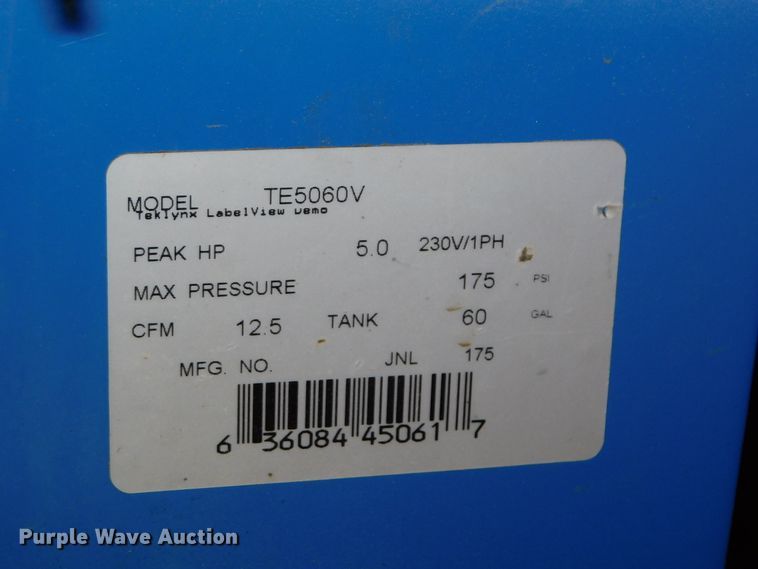 MODEL TE5060V
Teklynx LabelView Demo
PEAK HP 5.0 230V/1PH
MAX PRESSURE 175 PSI
CFM 12.5 TANK 60 GAL
MFG. NO. JNL 175
6 36084 45061 7
Purple Wave Auction